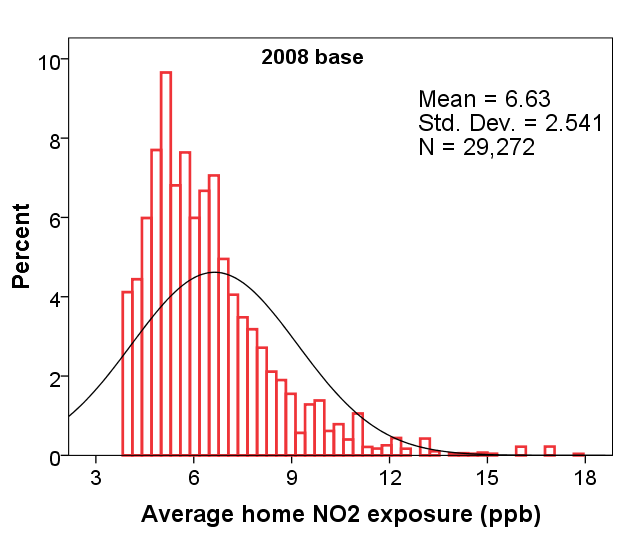 2008 base
Mean = 6.63
Std. Dev. = 2.541
N = 29,272
Percent
10
8
6
4
2
0
3 6 9 12 15 18
Average home NO2 exposure (ppb)